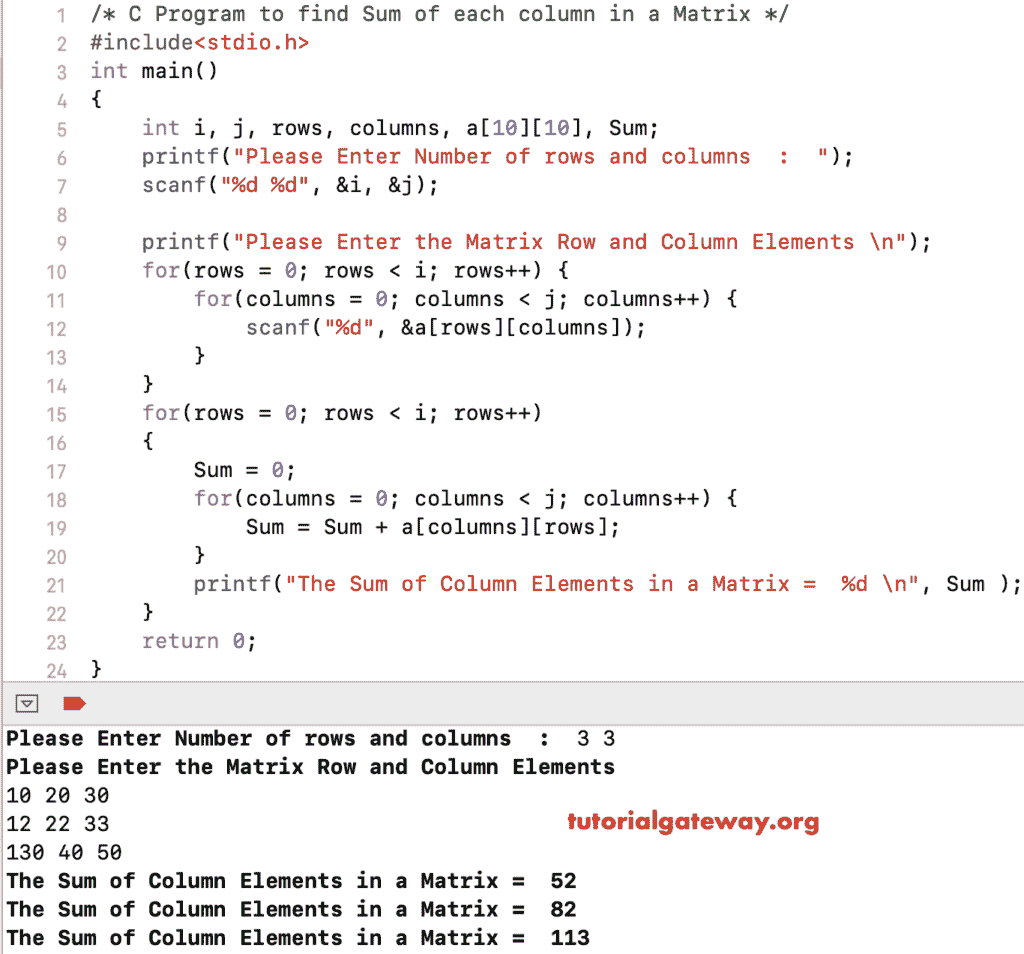 1 /* C Program to find Sum of each column in a Matrix */
2 #include<stdio.h>
3 int main()
4 {
5     int i, j, rows, columns, a[10][10], Sum;
6     printf("Please Enter Number of rows and columns  :  ");
7     scanf("%d %d", &i, &j);
8
9     printf("Please Enter the Matrix Row and Column Elements \n");
10     for(rows = 0; rows < i; rows++) {
11         for(columns = 0; columns < j; columns++) {
12             scanf("%d", &a[rows][columns]);
13         }
14     }
15     for(rows = 0; rows < i; rows++)
16     {
17         Sum = 0;
18         for(columns = 0; columns < j; columns++) {
19             Sum = Sum + a[columns][rows];
20         }
21         printf("The Sum of Column Elements in a Matrix =  %d \n", Sum );
22     }
23     return 0;
24 }
Please Enter Number of rows and columns  :  3 3
Please Enter the Matrix Row and Column Elements
10 20 30
12 22 33
tutorialgateway.org
130 40 50
The Sum of Column Elements in a Matrix =  52
The Sum of Column Elements in a Matrix =  82
The Sum of Column Elements in a Matrix =  113